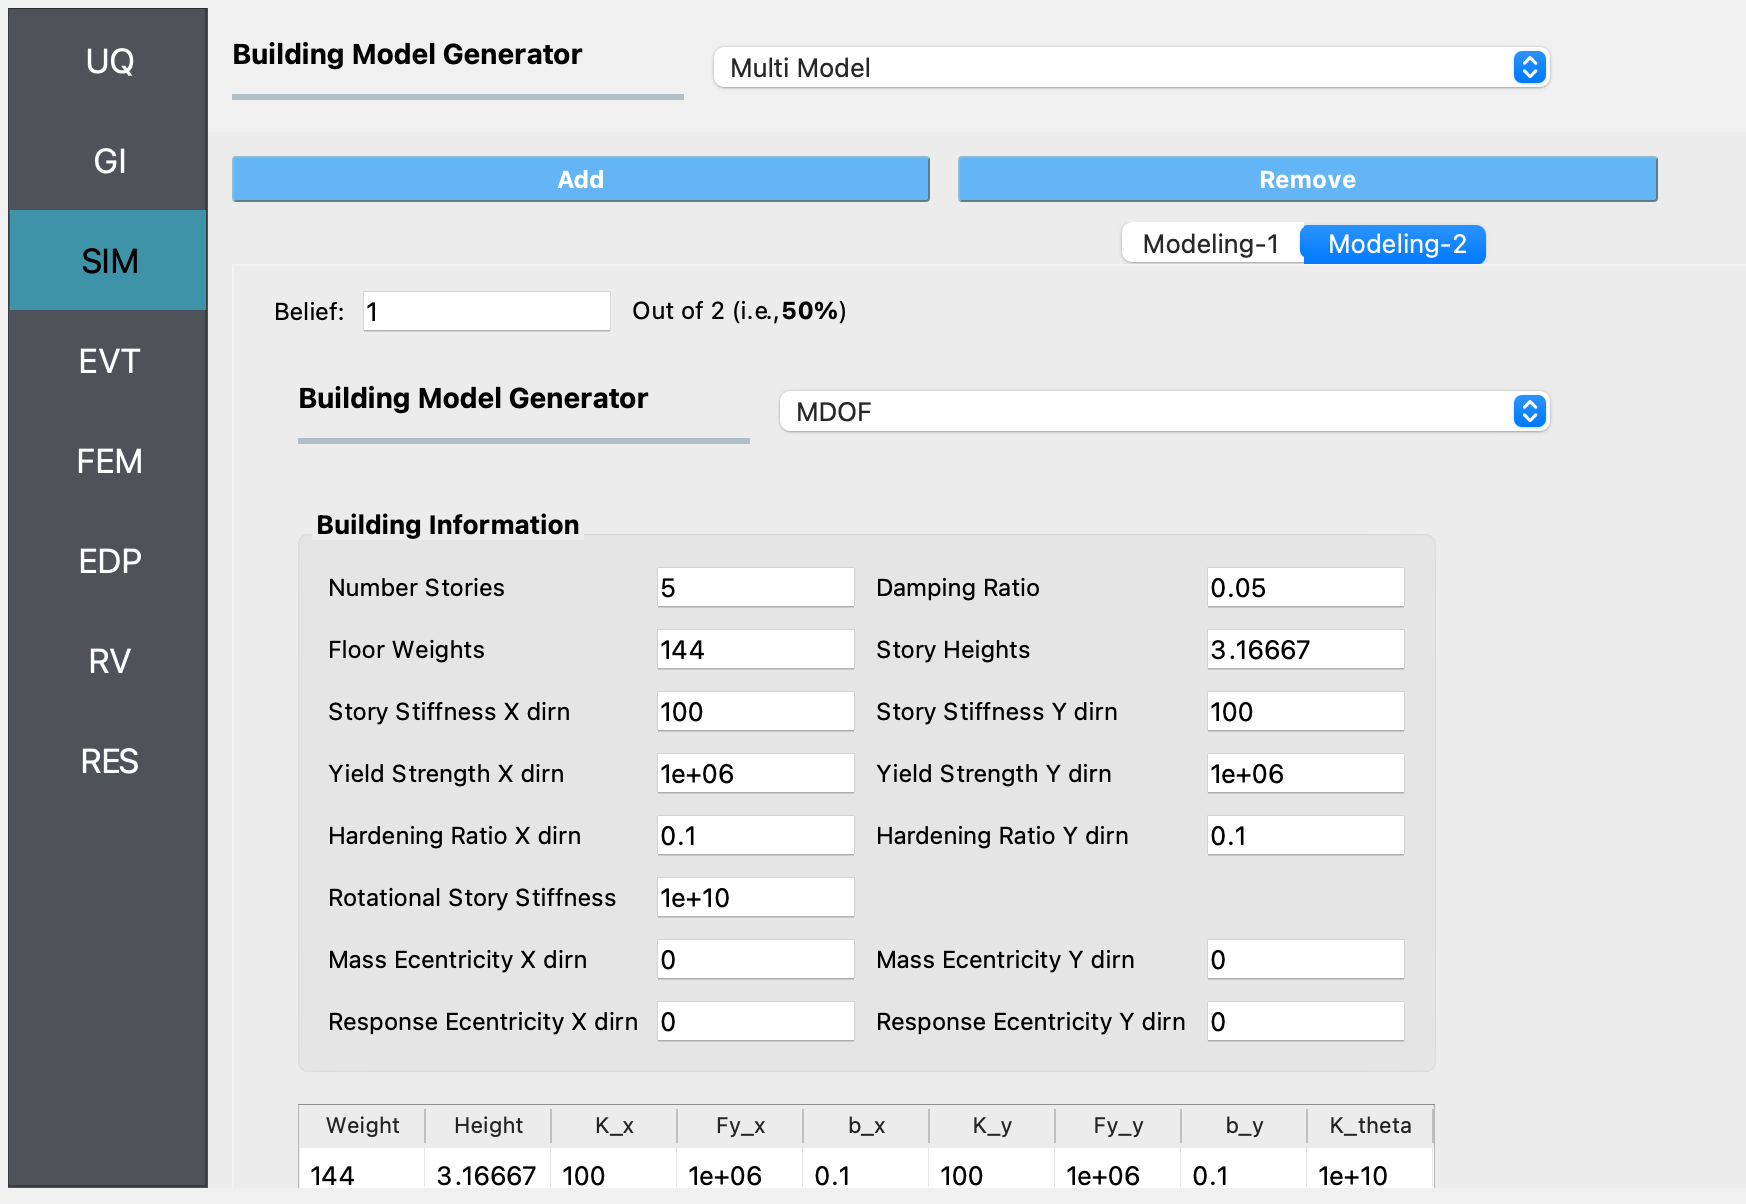 UQ
GI
SIM
EVT
FEM
EDP
RV
RES
Building Model Generator
Multi Model
Add
Remove
Modeling-1
Modeling-2
Belief: 1 Out of 2 (i.e.,50%)
Building Model Generator
MDOF
Building Information
Number Stories 5 Damping Ratio 0.05
Floor Weights 144 Story Heights 3.16667
Story Stiffness X dirn 100 Story Stiffness Y dirn 100
Yield Strength X dirn 1e+06 Yield Strength Y dirn 1e+06
Hardening Ratio X dirn 0.1 Hardening Ratio Y dirn 0.1
Rotational Story Stiffness 1e+10
Mass Ecentricity X dirn 0 Mass Ecentricity Y dirn 0
Response Ecentricity X dirn 0 Response Ecentricity Y dirn 0
Weight Height K_x Fy_x b_x K_y Fy_y b_y K_theta
144 3.16667 100 1e+06 0.1 100 1e+06 0.1 1e+10